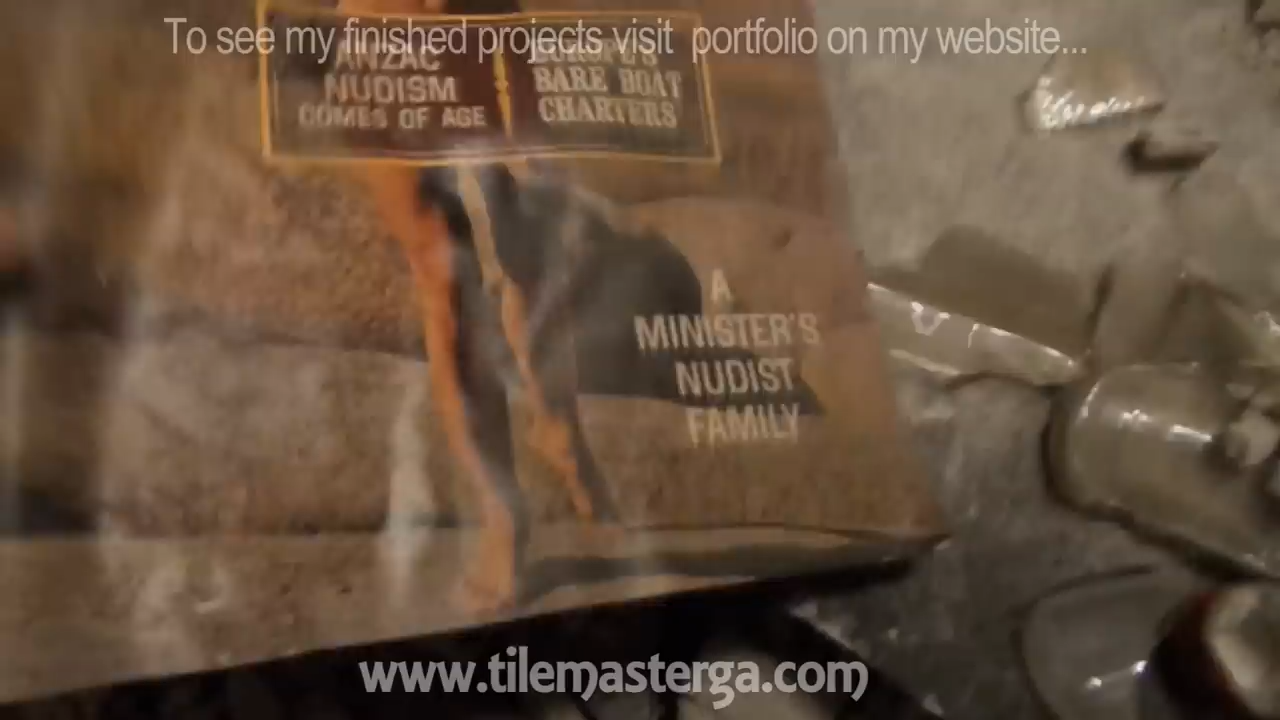 To see my finished projects visit portfolio on my website...
ANZAC
NUDISM
COMES OF AGE
EUROPE'S
BARE BOAT
CHARTERS
A
MINISTER'S
NUDIST
FAMILY
www.tilemasterga.com